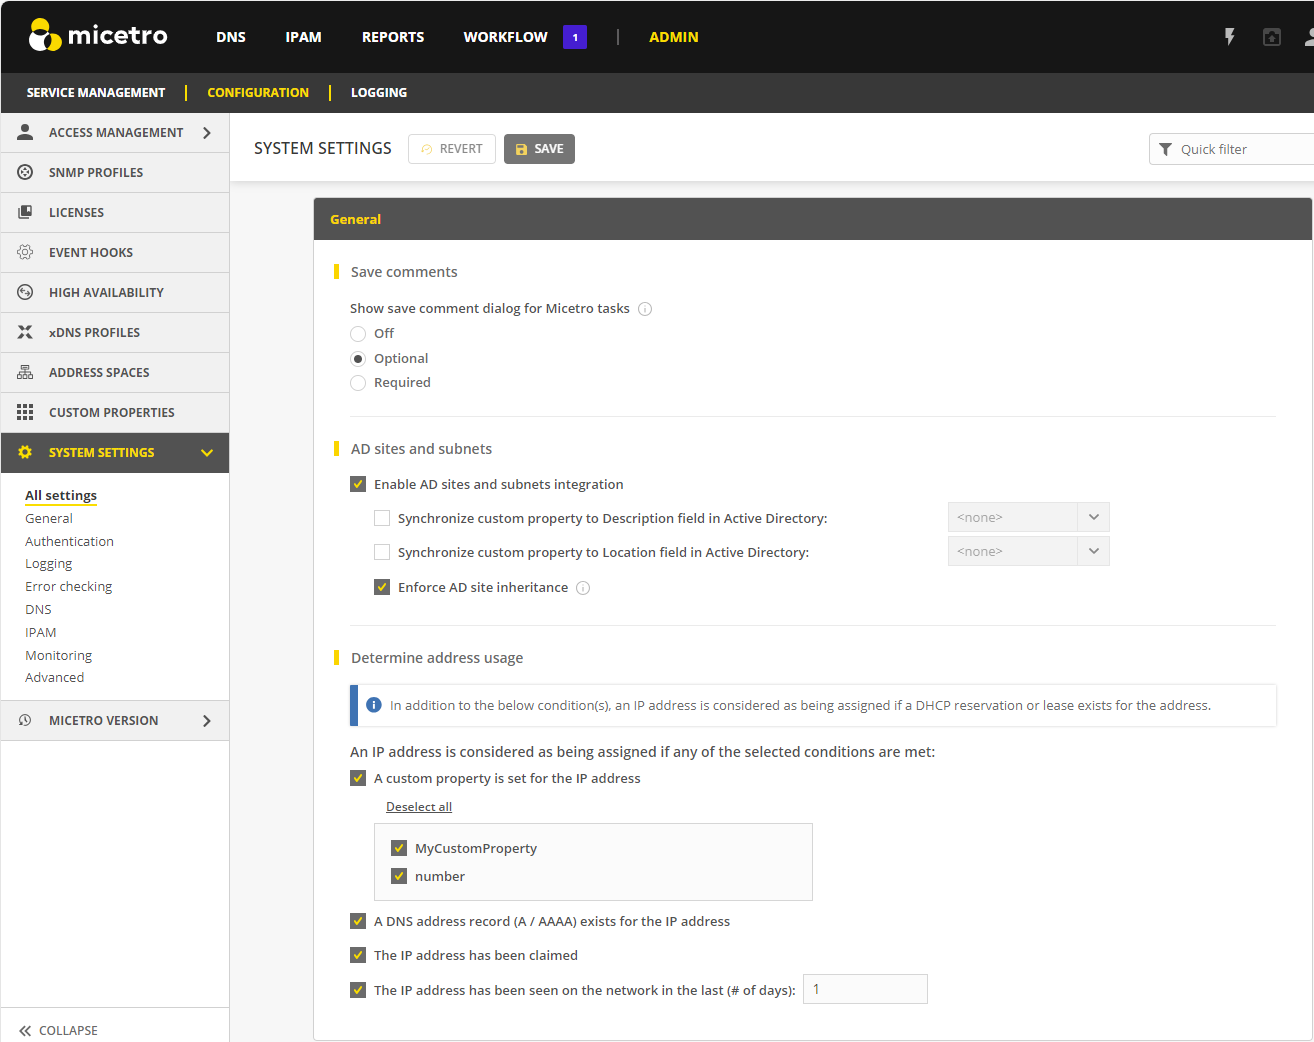 micetro DNS IPAM REPORTS WORKFLOW 1 | ADMIN
SERVICE MANAGEMENT CONFIGURATION LOGGING
ACCESS MANAGEMENT
SNMP PROFILES
LICENSES
EVENT HOOKS
HIGH AVAILABILITY
xDNS PROFILES
ADDRESS SPACES
CUSTOM PROPERTIES
SYSTEM SETTINGS
All settings
General
Authentication
Logging
Error checking
DNS
IPAM
Monitoring
Advanced
MICETRO VERSION
COLLAPSE
SYSTEM SETTINGS REVERT SAVE Quick filter
General
Save comments
Show save comment dialog for Micetro tasks
Off
Optional
Required
AD sites and subnets
Enable AD sites and subnets integration
Synchronize custom property to Description field in Active Directory: <none>
Synchronize custom property to Location field in Active Directory: <none>
Enforce AD site inheritance
Determine address usage
In addition to the below condition(s), an IP address is considered as being assigned if a DHCP reservation or lease exists for the address.
An IP address is considered as being assigned if any of the selected conditions are met:
A custom property is set for the IP address
Deselect all
MyCustomProperty
number
A DNS address record (A / AAAA) exists for the IP address
The IP address has been claimed
The IP address has been seen on the network in the last (# of days): 1